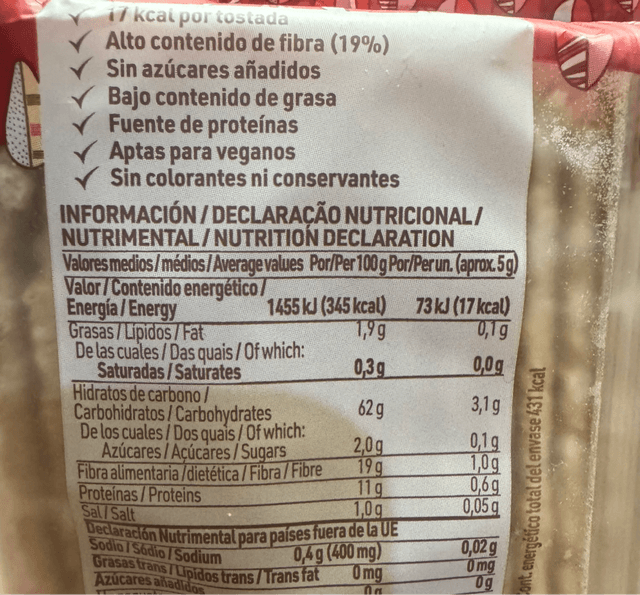 ✓ 17 kcal por tostada
✓ Alto contenido de fibra (19%)
✓ Sin azúcares añadidos
✓ Bajo contenido de grasa
✓ Fuente de proteínas
✓ Aptas para veganos
✓ Sin colorantes ni conservantes
INFORMACIÓN / DECLARAÇÃO NUTRICIONAL /
NUTRIMENTAL / NUTRITION DECLARATION
Valores medios / médios / Average values Por/Per 100 g Por/Per un. (aprox. 5 g)
Valor / Contenido energético /
Energía / Energy 1455 kJ (345 kcal) 73 kJ (17 kcal)
Grasas / Lípidos / Fat 1,9 g 0,1 g
De las cuales / Das quais / Of which:
Saturadas / Saturates 0,3 g 0,0 g
Hidratos de carbono /
Carbohidratos / Carbohydrates 62 g 3,1 g
De los cuales / Dos quais / Of which:
Azúcares / Açúcares / Sugars 2,0 g 0,1 g
Fibra alimentaria / dietética / Fibra / Fibre 19 g 1,0 g
Proteínas / Proteins 11 g 0,6 g
Sal / Salt 1,0 g 0,05 g
Declaración Nutrimental para países fuera de la UE
Sodio / Sódio / Sodium 0,4 g (400 mg) 0,02 g
Grasas trans / Lípidos trans / Trans fat 0 mg 0 mg
Azúcares añadidos 0 g 0 g
Cont. energético total del envase 431 kcal